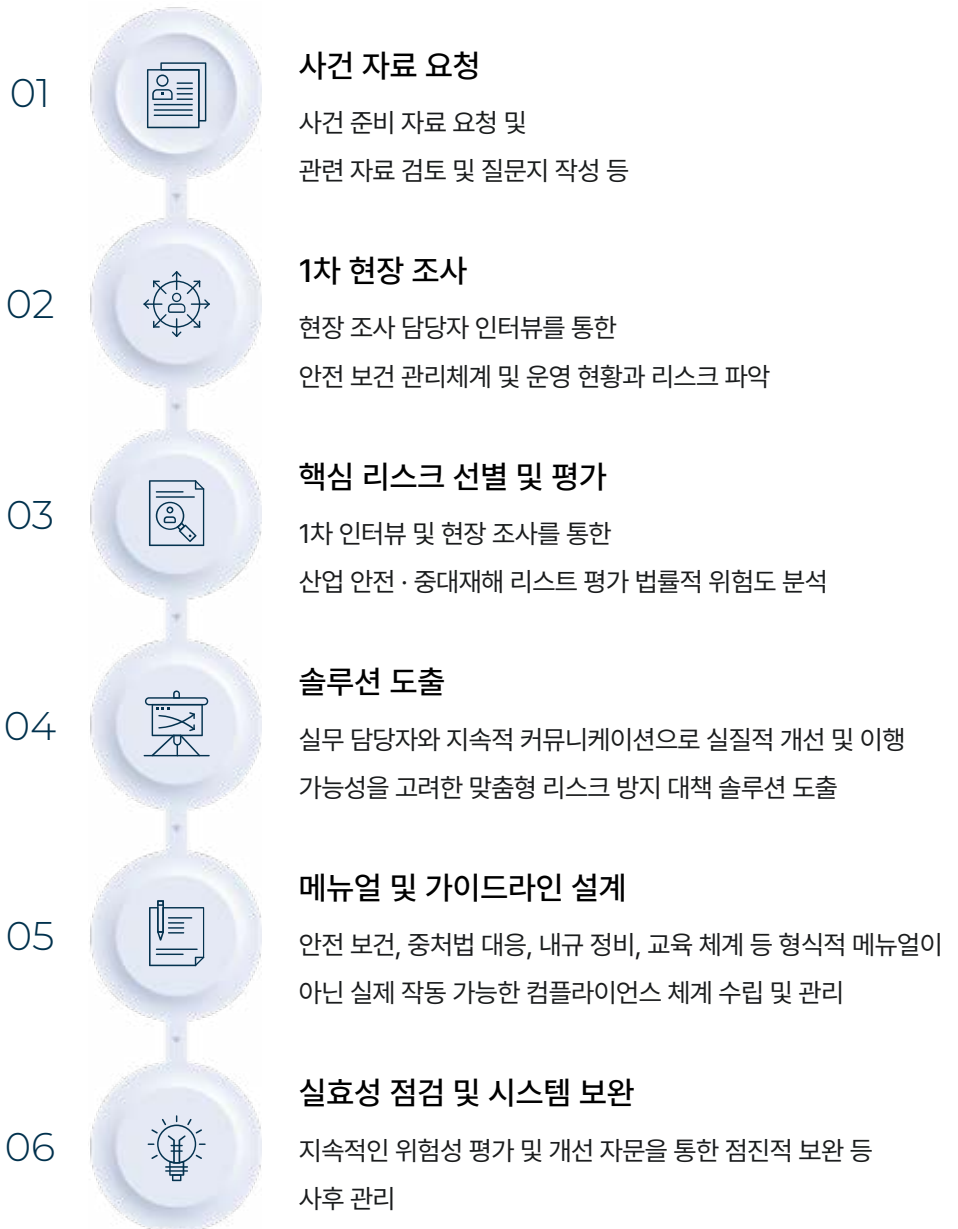 01
사건 자료 요청
사건 준비 자료 요청 및
관련 자료 검토 및 질문지 작성 등
02
1차 현장 조사
현장 조사 담당자 인터뷰를 통한
안전 보건 관리체계 및 운영 현황과 리스크 파악
03
핵심 리스크 선별 및 평가
1차 인터뷰 및 현장 조사를 통한
산업 안전 · 중대재해 리스트 평가 법률적 위험도 분석
04
솔루션 도출
실무 담당자와 지속적 커뮤니케이션으로 실질적 개선 및 이행
가능성을 고려한 맞춤형 리스크 방지 대책 솔루션 도출
05
메뉴얼 및 가이드라인 설계
안전 보건, 중처법 대응, 내규 정비, 교육 체계 등 형식적 메뉴얼이
아닌 실제 작동 가능한 컴플라이언스 체계 수립 및 관리
06
실효성 점검 및 시스템 보완
지속적인 위험성 평가 및 개선 자문을 통한 점진적 보완 등
사후 관리